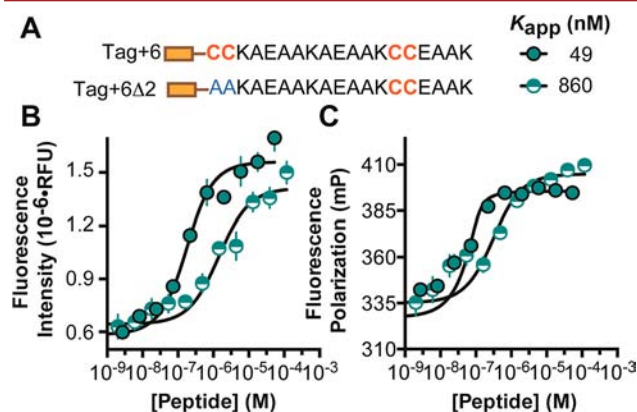 A
Kapp (nM)
Tag+6 CCKAEAAKAEAAKCCEAAK 49
Tag+6Δ2 AAKAEAAKAEAAKCCEAAK 860
B
Fluorescence
Intensity (10-6•RFU)
1.5
1.2
0.9
0.6
10-9 10-8 10-7 10-6 10-5 10-4 10-3
[Peptide] (M)
C
Fluorescence
Polarization (mP)
410
385
360
335
310
10-9 10-8 10-7 10-6 10-5 10-4 10-3
[Peptide] (M)